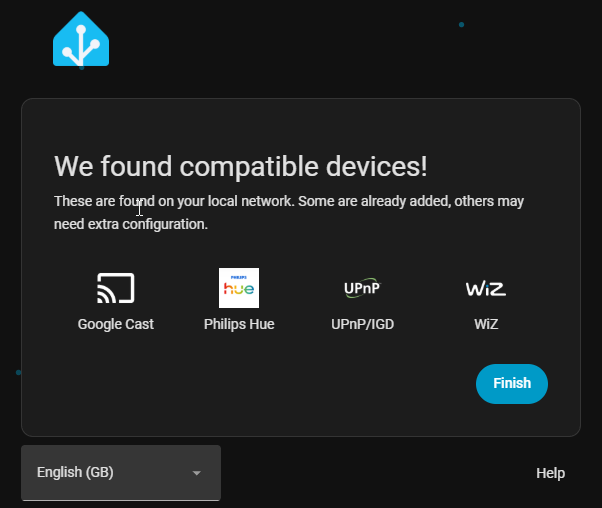 We found compatible devices!
These are found on your local network. Some are already added, others may
need extra configuration.
PHILIPS
hue
UPnP
WiZ
Google Cast
Philips Hue
UPnP/IGD
WiZ
Finish
English (GB)
Help